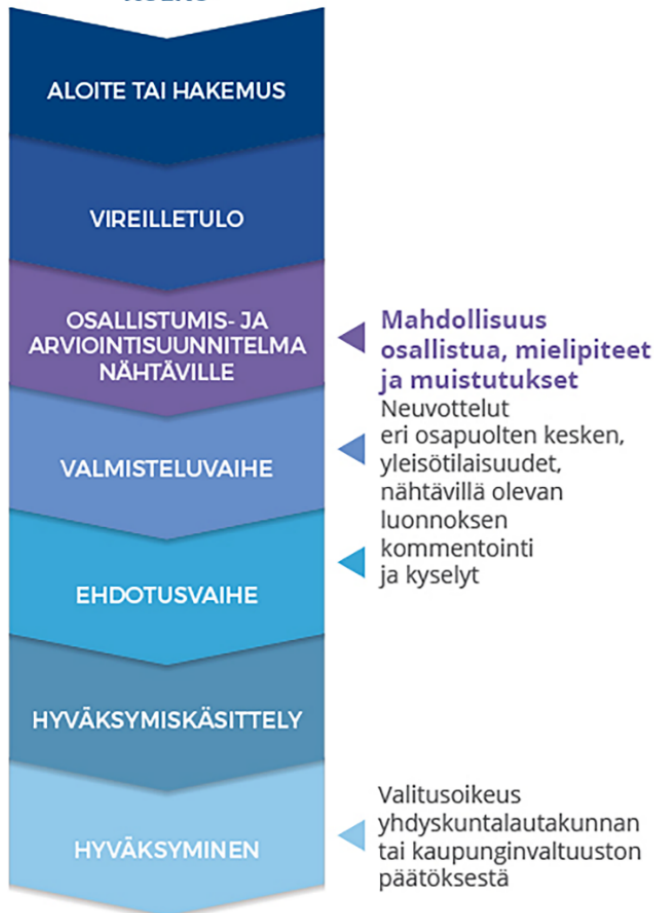 ALOITE TAI HAKEMUS
VIREILLETULO
OSALLISTUMIS- JA
ARVIOINTISUUNNITELMA
NÄHTÄVILLE
Mahdollisuus
osallistua, mielipiteet
ja muistutukset
Neuvottelut
eri osapuolten kesken,
yleisötilaisuudet,
nähtävillä olevan
luonnoksen
kommentointi
ja kyselyt
VALMISTELUVAIHE
EHDOTUSVAIHE
HYVÄKSYMISKÄSITTELY
HYVÄKSYMINEN
Valitusoikeus
yhdyskuntalautakunnan
tai kaupunginvaltuuston
päätöksestä